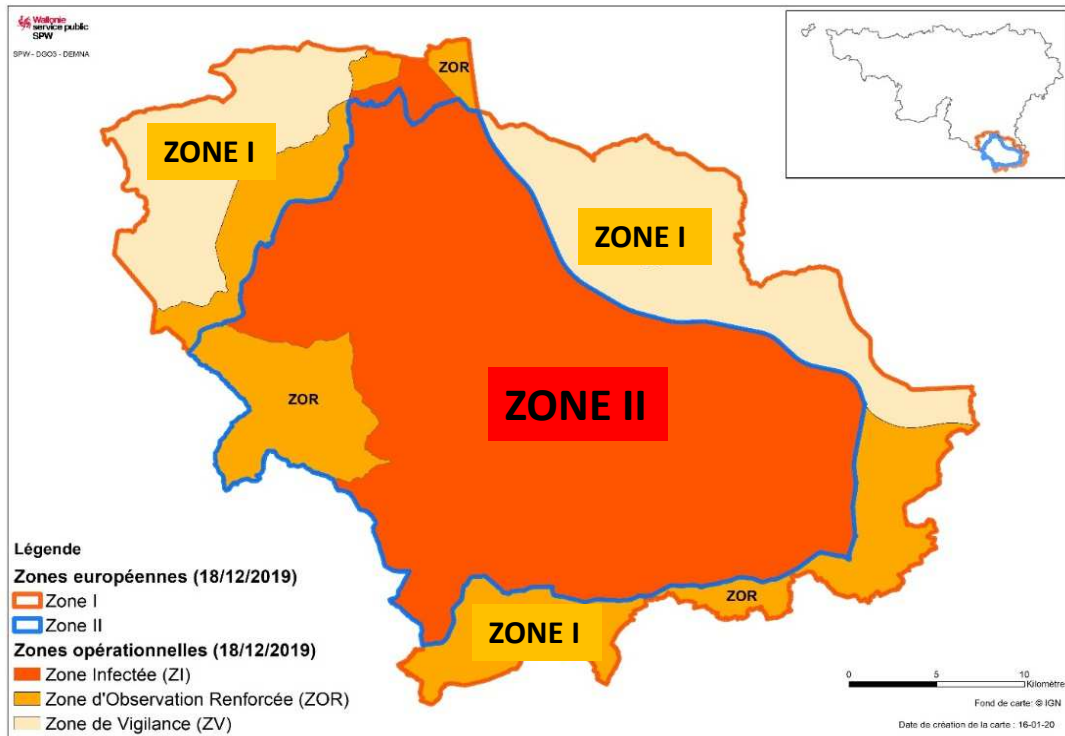 Wallonie
service public
SPW
SPW - DGO3 - DEMNA
ZOR
ZONE I
ZONE I
ZOR
ZONE II
ZOR
ZONE I
Légende
Zones européennes (18/12/2019)
Zone I
Zone II
Zones opérationnelles (18/12/2019)
Zone Infectée (ZI)
Zone d'Observation Renforcée (ZOR)
Zone de Vigilance (ZV)
0 5 10
Kilomètre
Fond de carte: © IGN
Date de création de la carte : 16-01-20